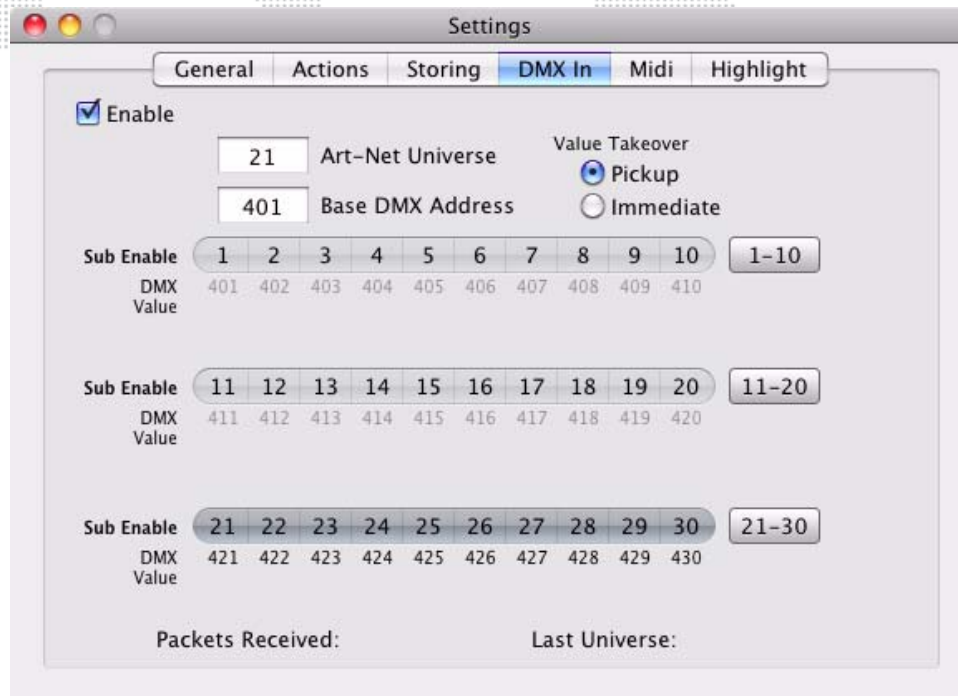 Settings
General Actions Storing DMX In Midi Highlight
Enable
21 Art-Net Universe
Value Takeover
Pickup
401 Base DMX Address
Immediate
Sub Enable 1 2 3 4 5 6 7 8 9 10 1-10
DMX 401 402 403 404 405 406 407 408 409 410
Value
Sub Enable 11 12 13 14 15 16 17 18 19 20 11-20
DMX 411 412 413 414 415 416 417 418 419 420
Value
Sub Enable 21 22 23 24 25 26 27 28 29 30 21-30
DMX 421 422 423 424 425 426 427 428 429 430
Value
Packets Received: Last Universe: